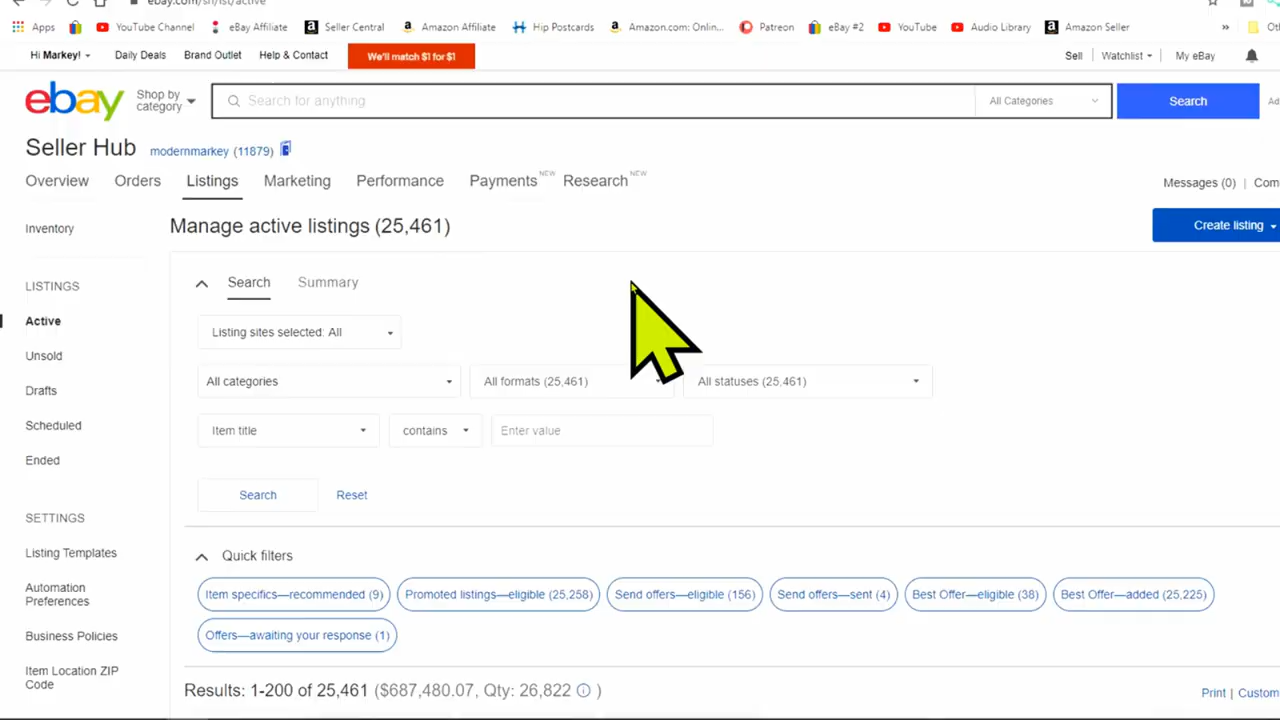 ebay.com/sh/lst/active
Apps YouTube Channel eBay Affiliate Seller Central Amazon Affiliate Hip Postcards Amazon.com: Onlin... Patreon eBay #2 YouTube Audio Library Amazon Seller »
Hi Markey! Daily Deals Brand Outlet Help & Contact We'll match $1 for $1 Sell Watchlist My eBay
ebay Shop by category Search for anything All Categories Search
Seller Hub modernmarkey (11879)
Overview Orders Listings Marketing Performance Payments NEW Research NEW
Messages (0) |
Inventory Manage active listings (25,461) Create listing
LISTINGS Search Summary
Active Listing sites selected: All
Unsold All categories All formats (25,461) All statuses (25,461)
Drafts
Scheduled Item title contains Enter value
Ended
Search Reset
SETTINGS
Listing Templates Quick filters
Automation Preferences Item specifics—recommended (9) Promoted listings—eligible (25,258) Send offers—eligible (156) Send offers—sent (4) Best Offer—eligible (38) Best Offer—added (25,225)
Business Policies Offers—awaiting your response (1)
Item Location ZIP Code
Results: 1-200 of 25,461 ($687,480.07, Qty: 26,822 ) Print | Custom